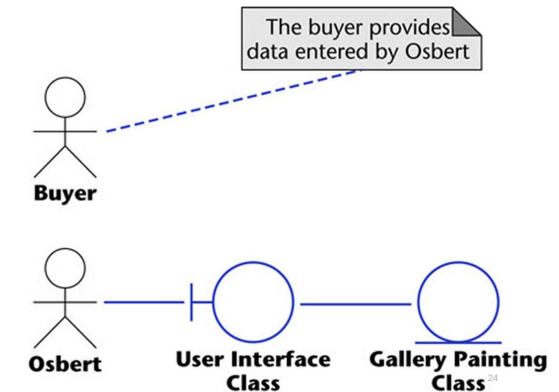 The buyer provides
data entered by Osbert
Buyer
Osbert
User Interface
Class
Gallery Painting
Class
24